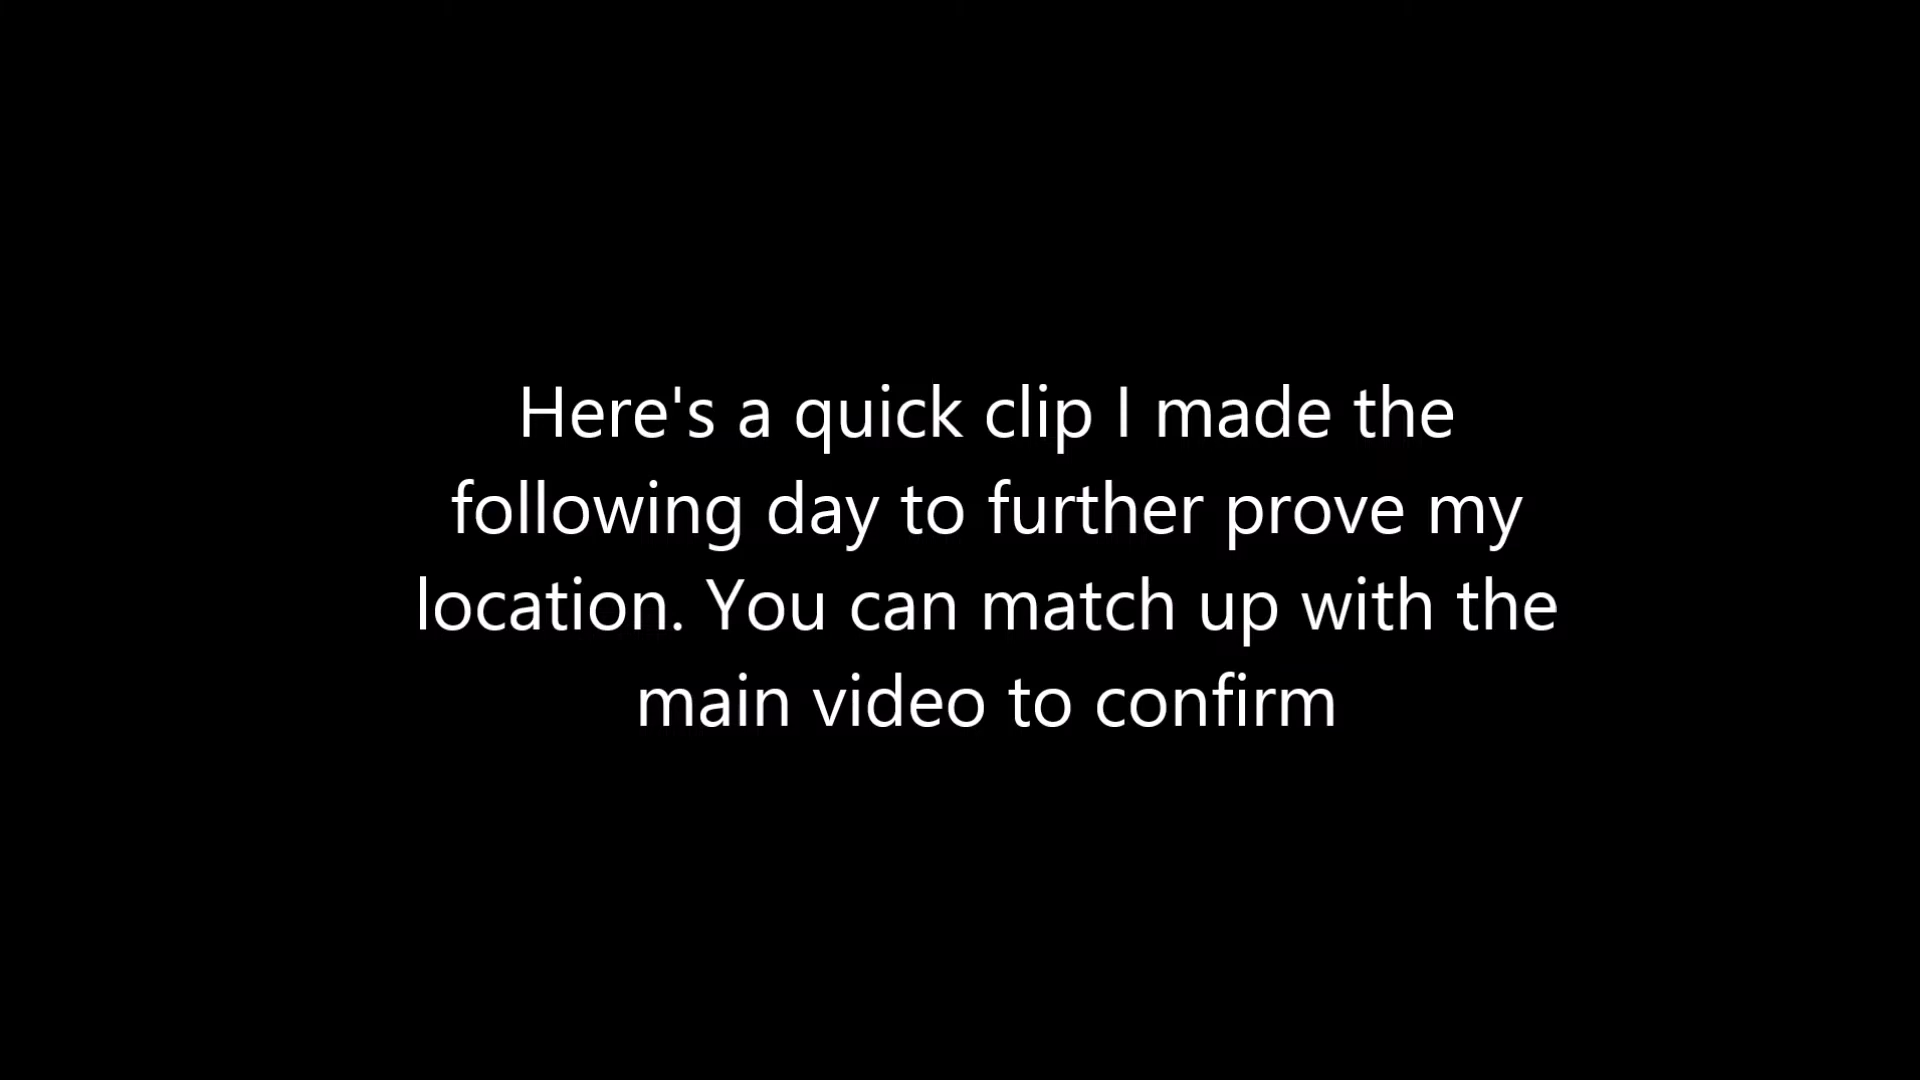 Here's a quick clip I made the
following day to further prove my
location. You can match up with the
main video to confirm